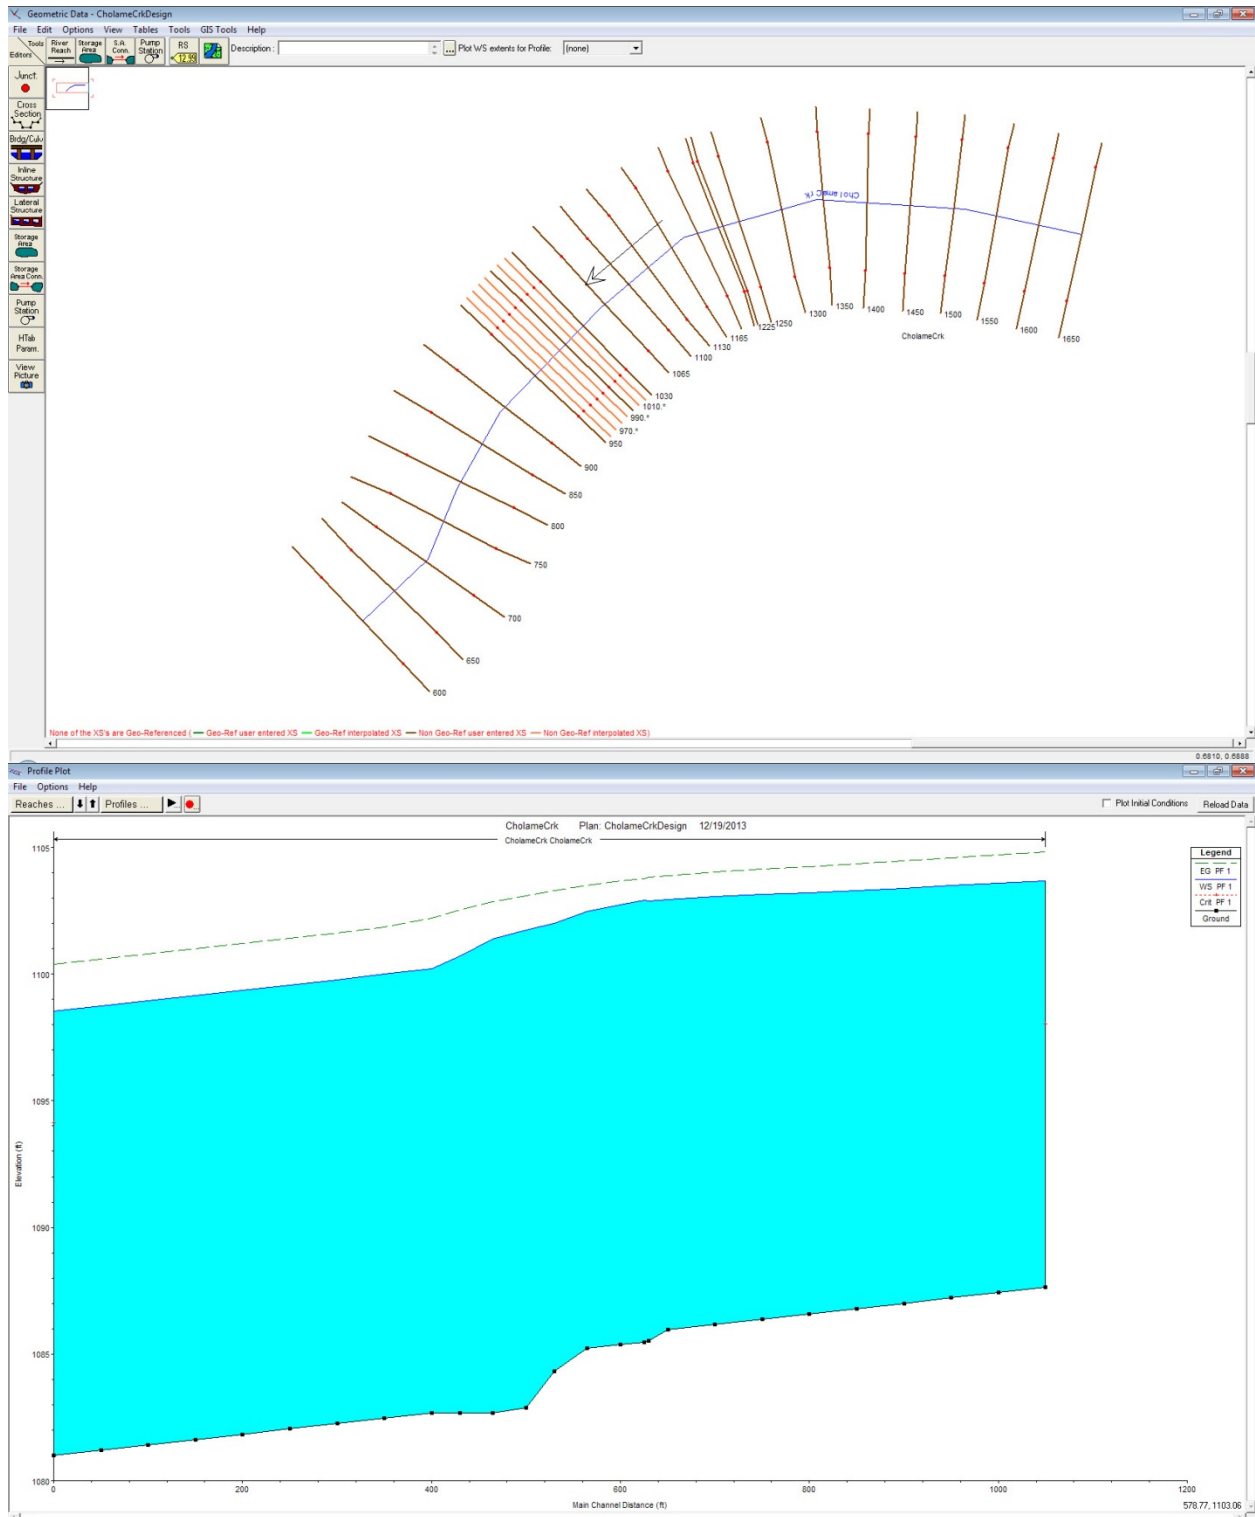 Geometric Data - CholameCrkDesign
File Edit Options View Tables Tools GIS Tools Help
Tools
Editors
River Reach
Storage Area
S.A. Conn.
Pump Station
RS
12.99
Description :
...
Plot WS extents for Profile:
(none)
Junct.
Cross Section
Brdg/Culv
Inline Structure
Lateral Structure
Storage Area
Storage Area Conn.
Pump Station
HTab Param.
View Picture
CholameCrk
1650
1600
1550
1500
1450
1400
1350
1300
1250
1225
1165
1130
1100
1065
1030
1010.*
990.*
970.*
950
900
850
800
750
700
650
600
CholameCrk
None of the XS's are Geo-Referenced ( Geo-Ref user entered XS Geo-Ref interpolated XS Non Geo-Ref user entered XS Non Geo-Ref interpolated XS)
0.6810, 0.6888
Profile Plot
File Options Help
Reaches ... Profiles ...
Plot Initial Conditions Reload Data
CholameCrk Plan: CholameCrkDesign 12/19/2013
CholameCrk CholameCrk
Legend
EG PF 1
WS PF 1
Crit PF 1
Ground
1105
1100
1095
1090
1085
1080
Elevation (ft)
0 200 400 600 800 1000 1200
Main Channel Distance (ft)
578.77, 1103.06